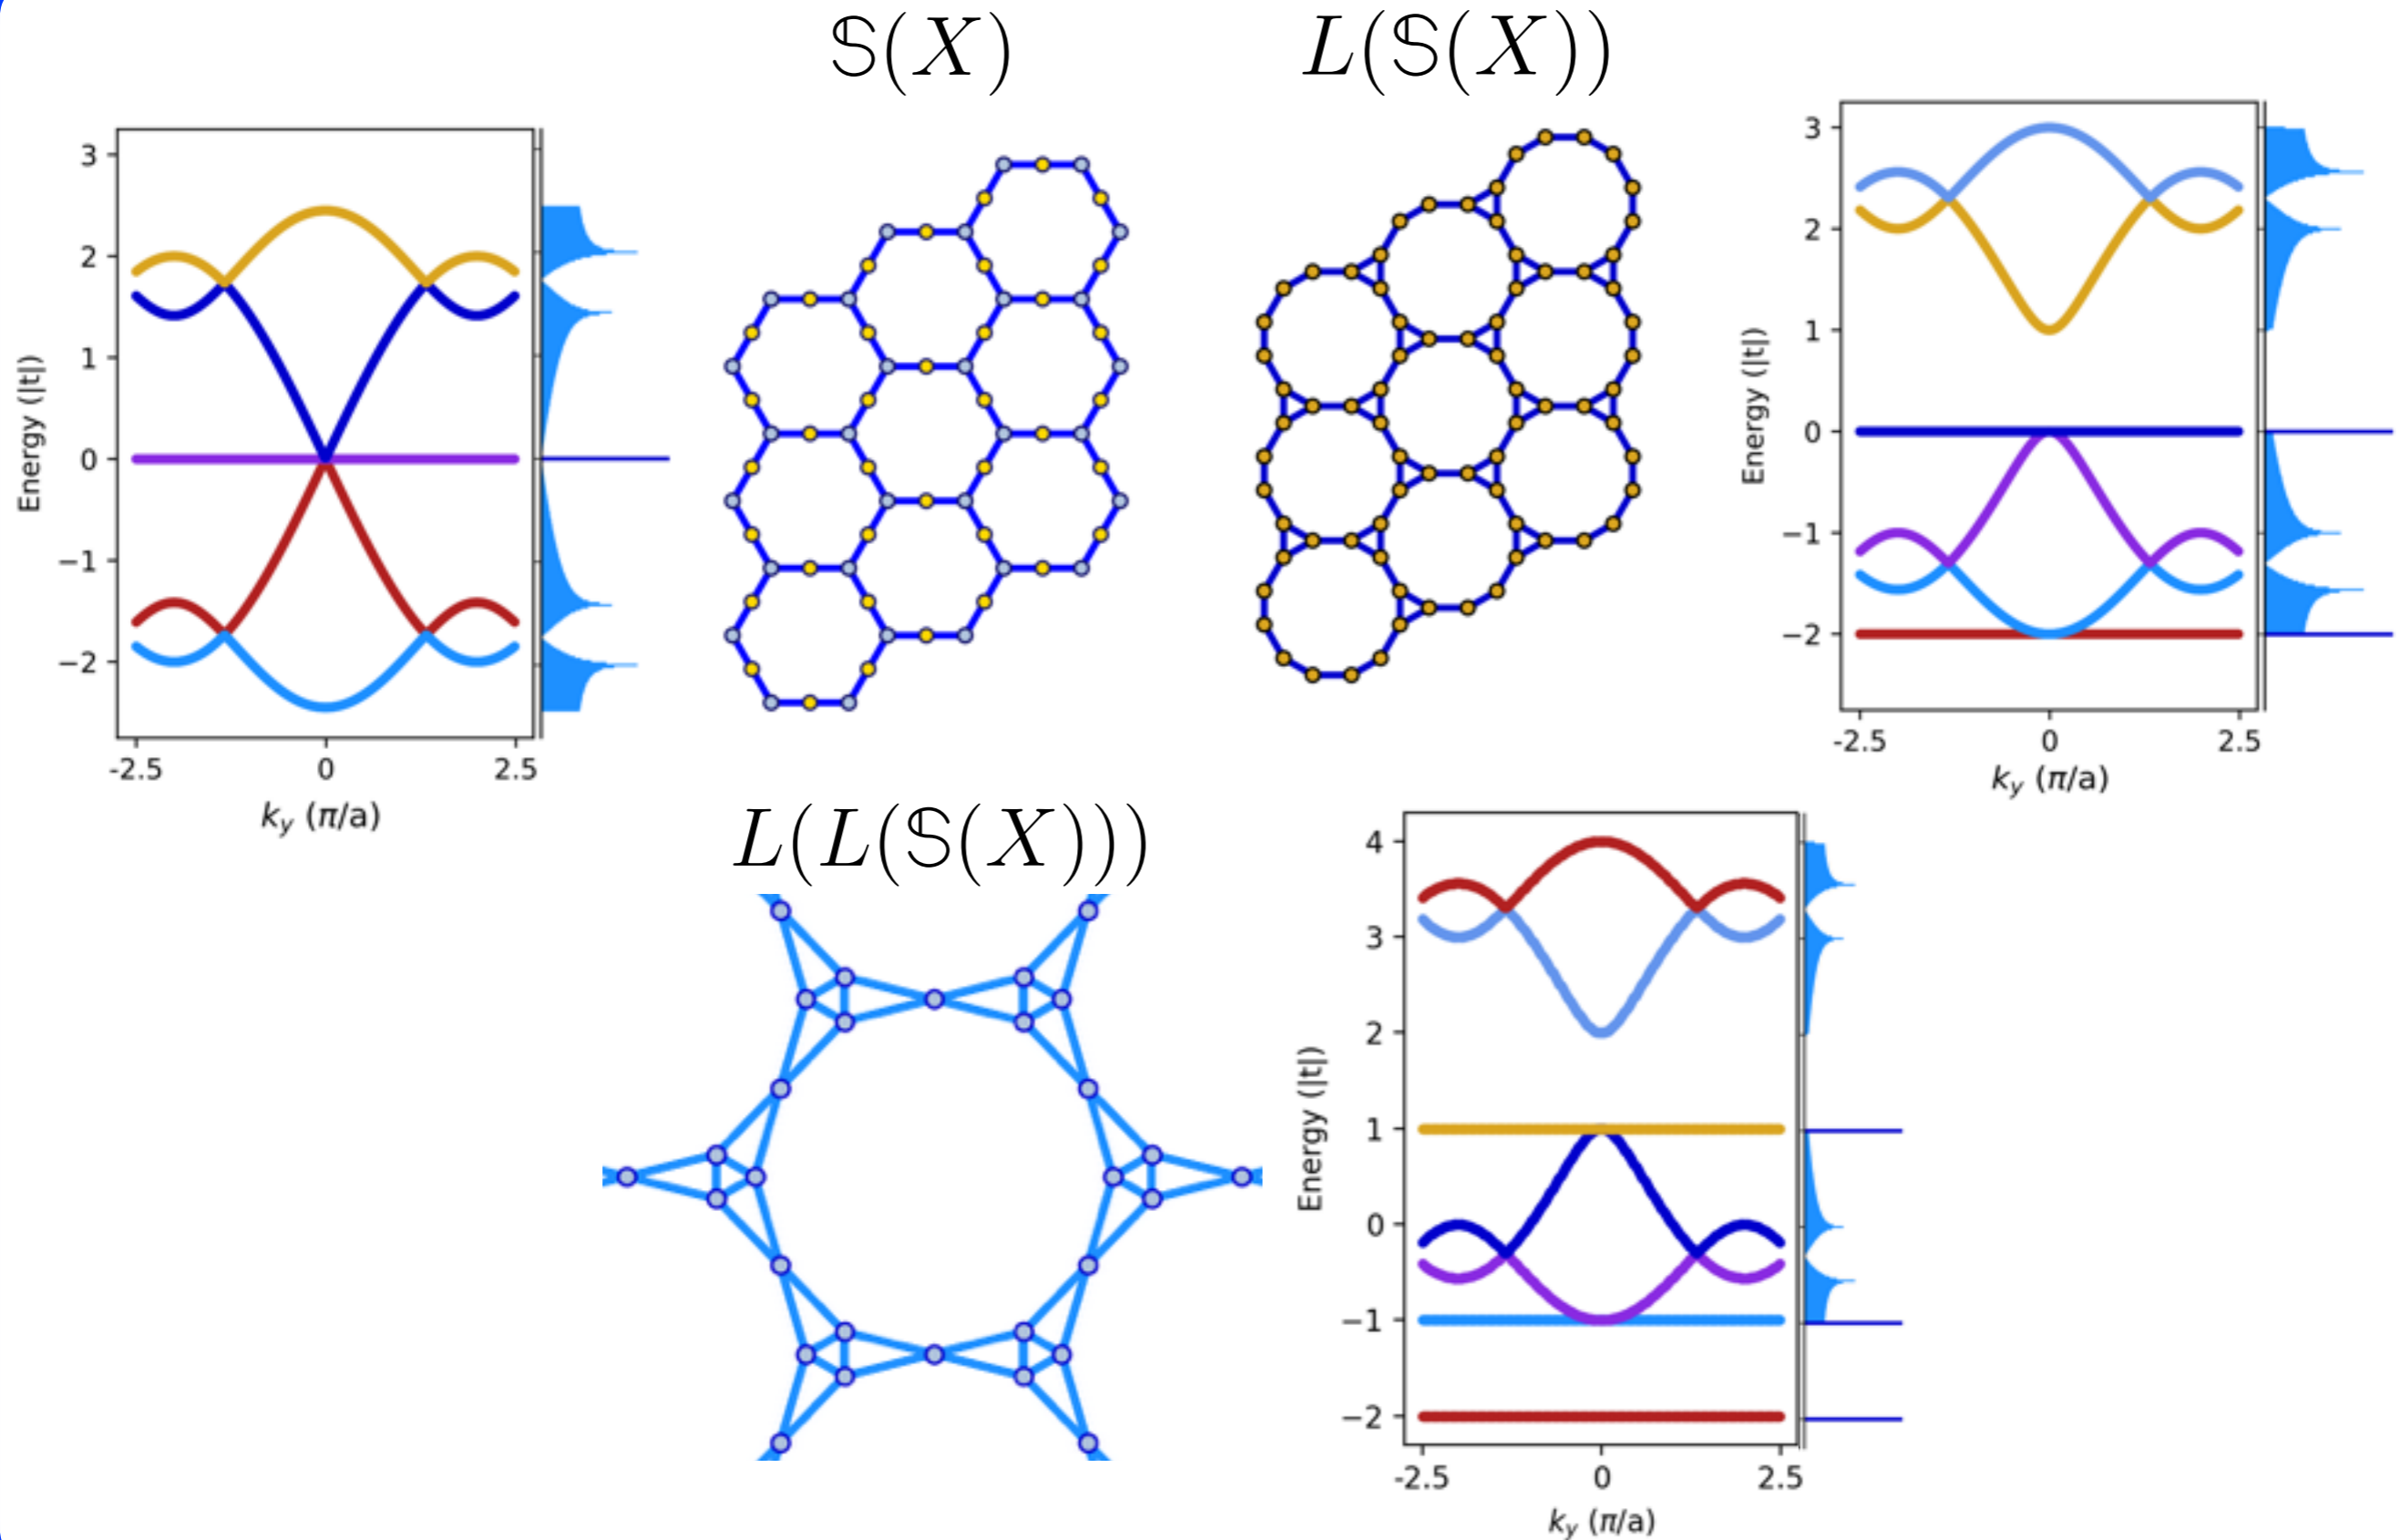 𝕊(X)
L(𝕊(X))
3
2
1
0
−1
−2
Energy (|t|)
-2.5 0 2.5
k_y (π/a)
3
2
1
0
−1
−2
Energy (|t|)
-2.5 0 2.5
k_y (π/a)
L(L(𝕊(X)))
4
3
2
1
0
−1
−2
Energy (|t|)
-2.5 0 2.5
k_y (π/a)